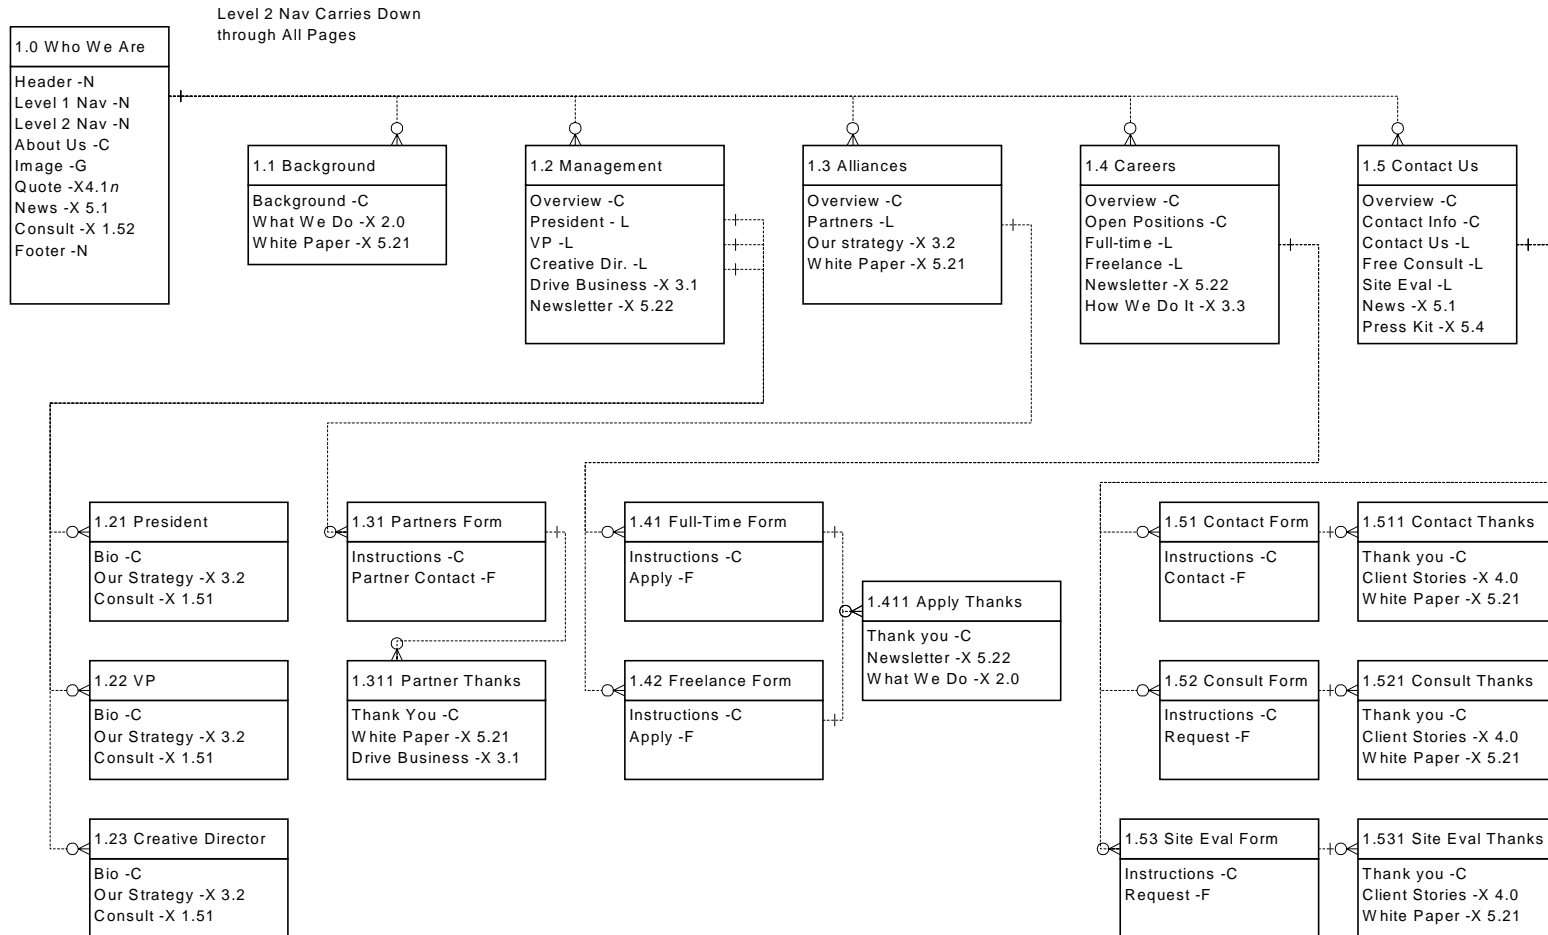 Level 2 Nav Carries Down
through All Pages
1.0 Who We Are
Header -N
Level 1 Nav -N
Level 2 Nav -N
About Us -C
Image -G
Quote -X4.1n
News -X 5.1
Consult -X 1.52
Footer -N
1.1 Background
Background -C
What We Do -X 2.0
White Paper -X 5.21
1.2 Management
Overview -C
President - L
VP -L
Creative Dir. -L
Drive Business -X 3.1
Newsletter -X 5.22
1.3 Alliances
Overview -C
Partners -L
Our strategy -X 3.2
White Paper -X 5.21
1.4 Careers
Overview -C
Open Positions -C
Full-time -L
Freelance -L
Newsletter -X 5.22
How We Do It -X 3.3
1.5 Contact Us
Overview -C
Contact Info -C
Contact Us -L
Free Consult -L
Site Eval -L
News -X 5.1
Press Kit -X 5.4
1.21 President
Bio -C
Our Strategy -X 3.2
Consult -X 1.51
1.31 Partners Form
Instructions -C
Partner Contact -F
1.41 Full-Time Form
Instructions -C
Apply -F
1.411 Apply Thanks
Thank you -C
Newsletter -X 5.22
What We Do -X 2.0
1.51 Contact Form
Instructions -C
Contact -F
1.511 Contact Thanks
Thank you -C
Client Stories -X 4.0
White Paper -X 5.21
1.22 VP
Bio -C
Our Strategy -X 3.2
Consult -X 1.51
1.311 Partner Thanks
Thank You -C
White Paper -X 5.21
Drive Business -X 3.1
1.42 Freelance Form
Instructions -C
Apply -F
1.52 Consult Form
Instructions -C
Request -F
1.521 Consult Thanks
Thank you -C
Client Stories -X 4.0
White Paper -X 5.21
1.23 Creative Director
Bio -C
Our Strategy -X 3.2
Consult -X 1.51
1.53 Site Eval Form
Instructions -C
Request -F
1.531 Site Eval Thanks
Thank you -C
Client Stories -X 4.0
White Paper -X 5.21